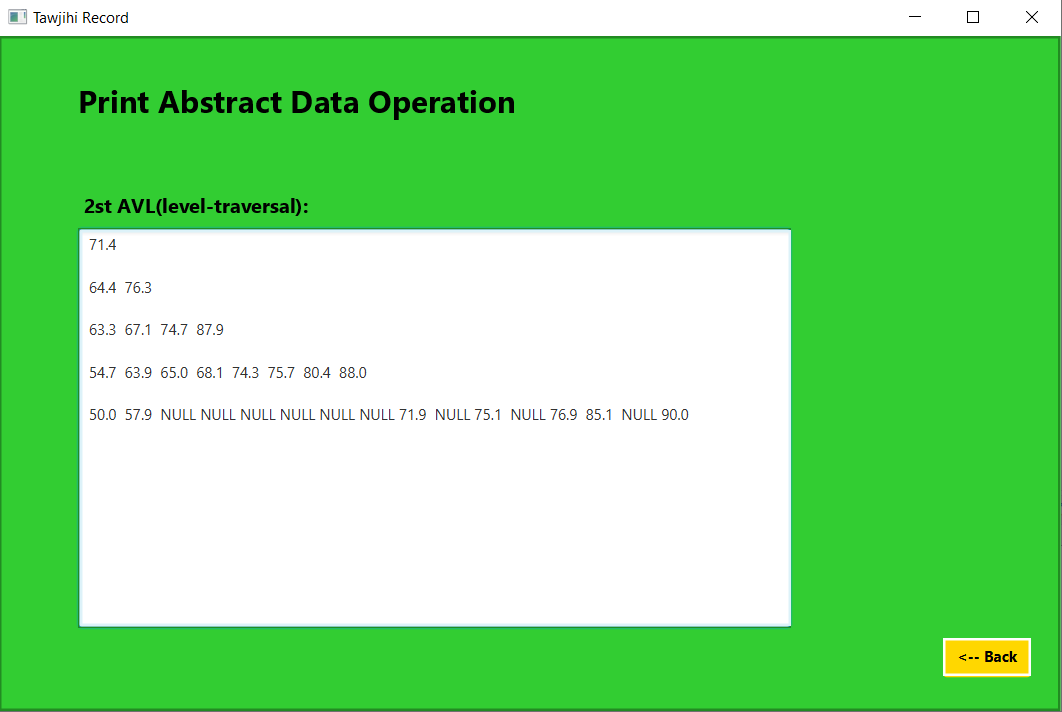 Tawjihi Record
Print Abstract Data Operation
2st AVL(level-traversal):
71.4
64.4 76.3
63.3 67.1 74.7 87.9
54.7 63.9 65.0 68.1 74.3 75.7 80.4 88.0
50.0 57.9 NULL NULL NULL NULL NULL NULL 71.9 NULL 75.1 NULL 76.9 85.1 NULL 90.0
<-- Back